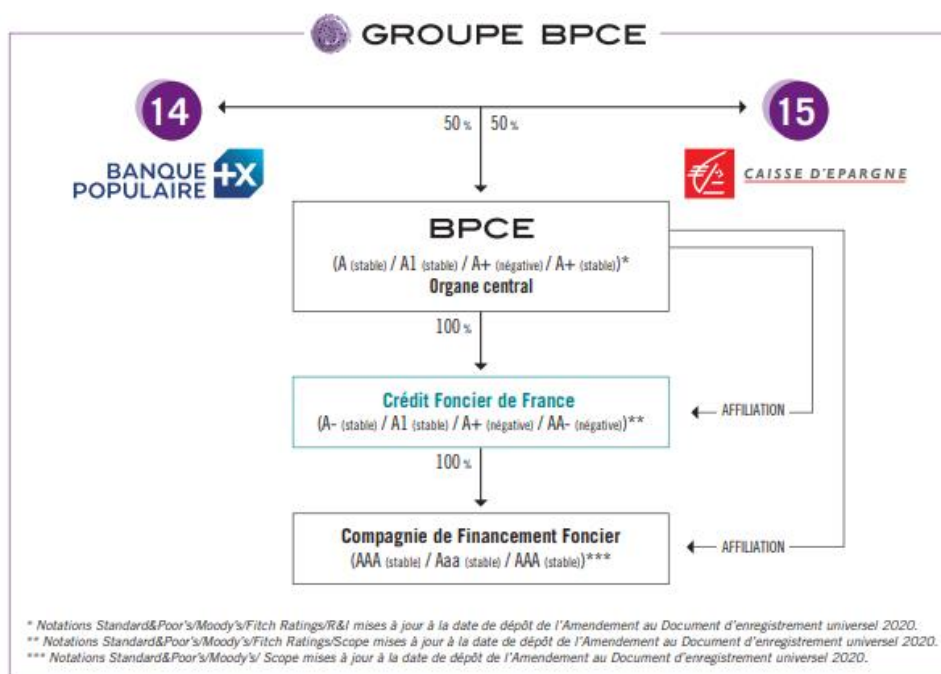 GROUPE BPCE
14
15
50 % 50 %
BANQUE
POPULAIRE
CAISSE D'EPARGNE
BPCE
(A (stable) / A1 (stable) / A+ (négative) / A+ (stable))*
Organe central
100 %
Crédit Foncier de France
(A- (stable) / A1 (stable) / A+ (négative) / AA- (négative))**
AFFILIATION
100 %
Compagnie de Financement Foncier
(AAA (stable) / Aaa (stable) / AAA (stable))***
AFFILIATION
* Notations Standard&Poor's/Moody's/Fitch Ratings/R&I mises à jour à la date de dépôt de l'Amendement au Document d'enregistrement universel 2020.
** Notations Standard&Poor's/Moody's/Fitch Ratings/Scope mises à jour à la date de dépôt de l'Amendement au Document d'enregistrement universel 2020.
*** Notations Standard&Poor's/Moody's/ Scope mises à jour à la date de dépôt de l'Amendement au Document d'enregistrement universel 2020.